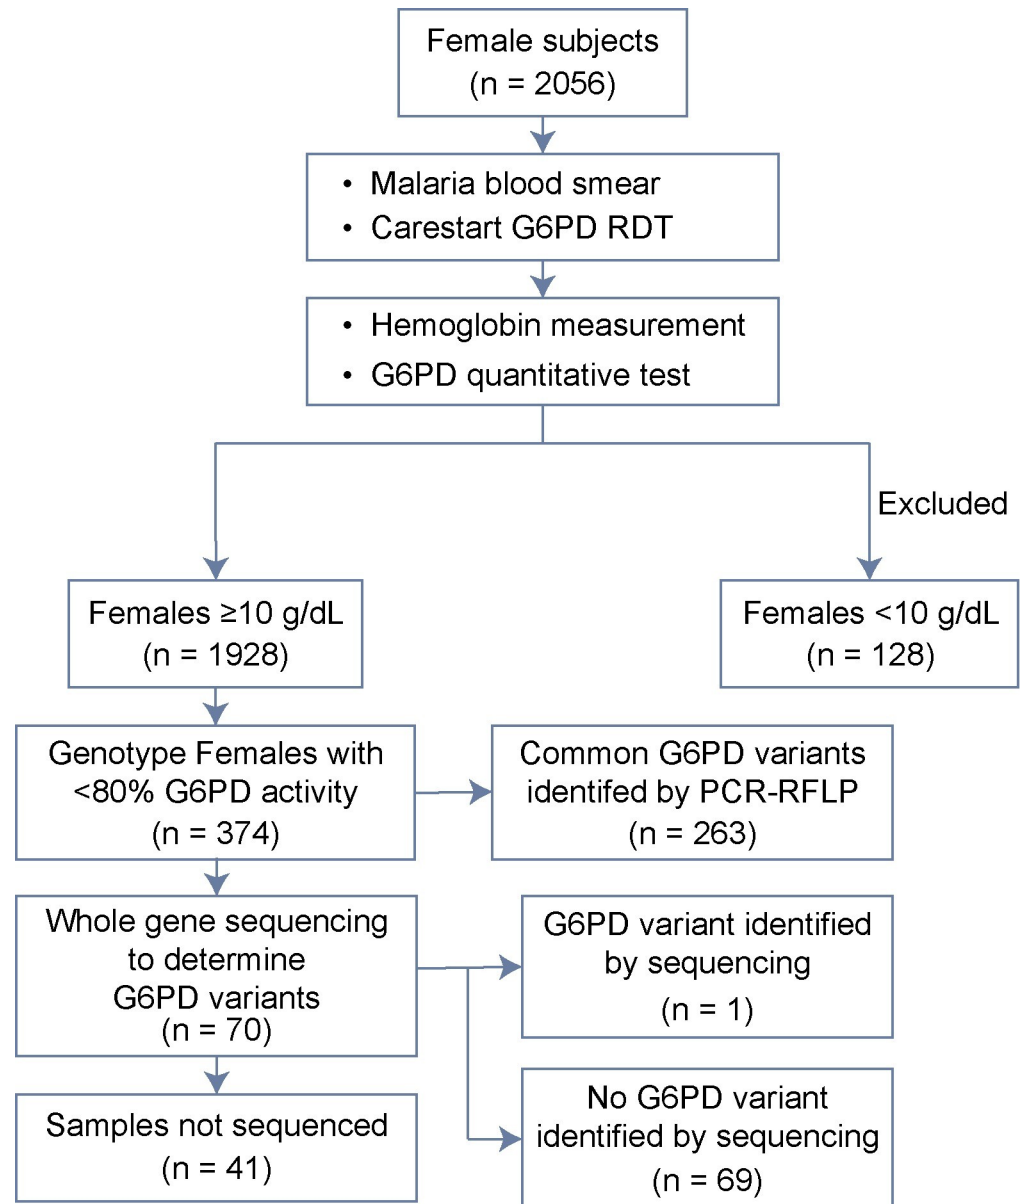 Female subjects
(n = 2056)
• Malaria blood smear
• Carestart G6PD RDT
• Hemoglobin measurement
• G6PD quantitative test
Excluded
Females ≥10 g/dL
(n = 1928)
Females <10 g/dL
(n = 128)
Genotype Females with
<80% G6PD activity
(n = 374)
Common G6PD variants
identifed by PCR-RFLP
(n = 263)
Whole gene sequencing
to determine
G6PD variants
(n = 70)
G6PD variant identified
by sequencing
(n = 1)
Samples not sequenced
(n = 41)
No G6PD variant
identified by sequencing
(n = 69)